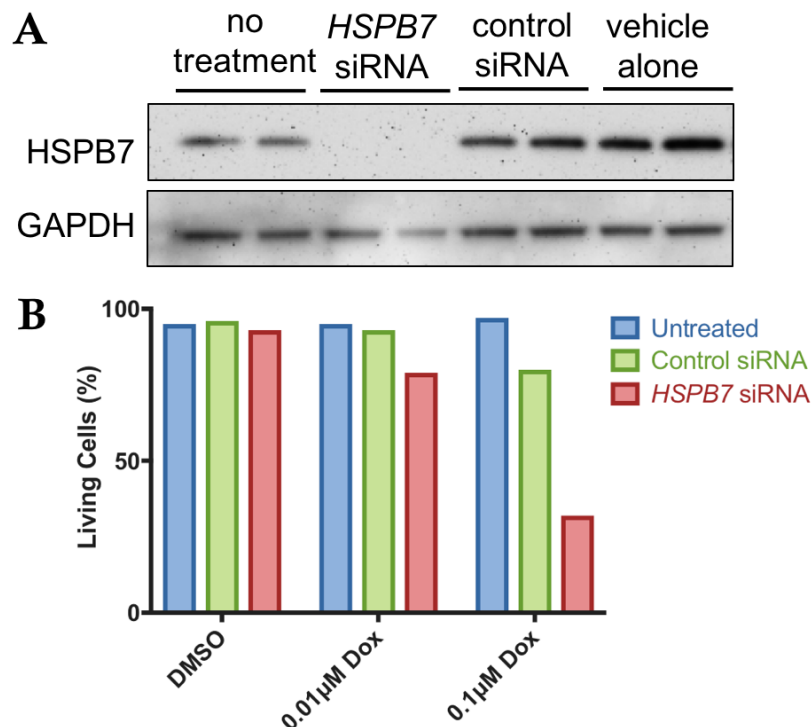 A
no treatment
HSPB7 siRNA
control siRNA
vehicle alone
HSPB7
GAPDH
B
100
50
0
Living Cells (%)
DMSO
0.01µM Dox
0.1µM Dox
Untreated
Control siRNA
HSPB7 siRNA